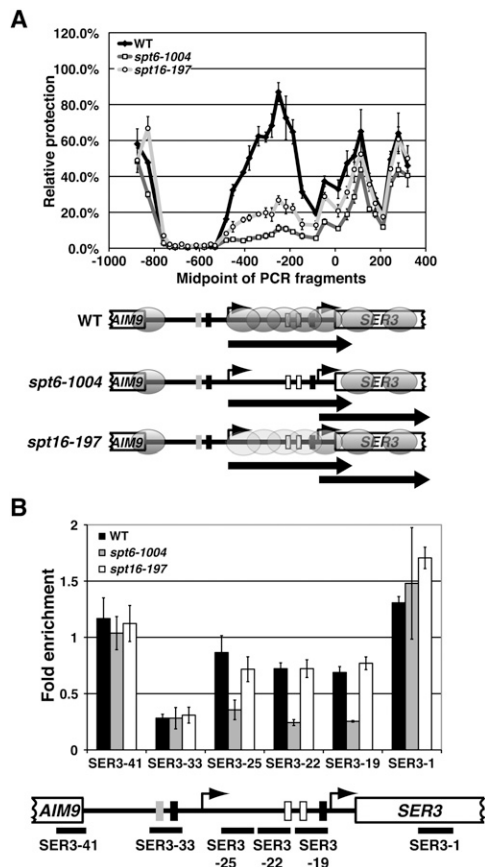 A
120.0%
100.0%
80.0%
60.0%
40.0%
20.0%
0.0%
Relative protection
WT
spt6-1004
spt16-197
-1000 -800 -600 -400 -200 0 200 400
Midpoint of PCR fragments
WT AIM9 SER3
spt6-1004 AIM9 SER3
spt16-197 AIM9 SER3
B
2
1.5
1
0.5
0
Fold enrichment
WT
spt6-1004
spt16-197
SER3-41 SER3-33 SER3-25 SER3-22 SER3-19 SER3-1
AIM9 SER3
SER3-41 SER3-33 SER3 SER3 SER3 SER3-1
-25 -22 -19